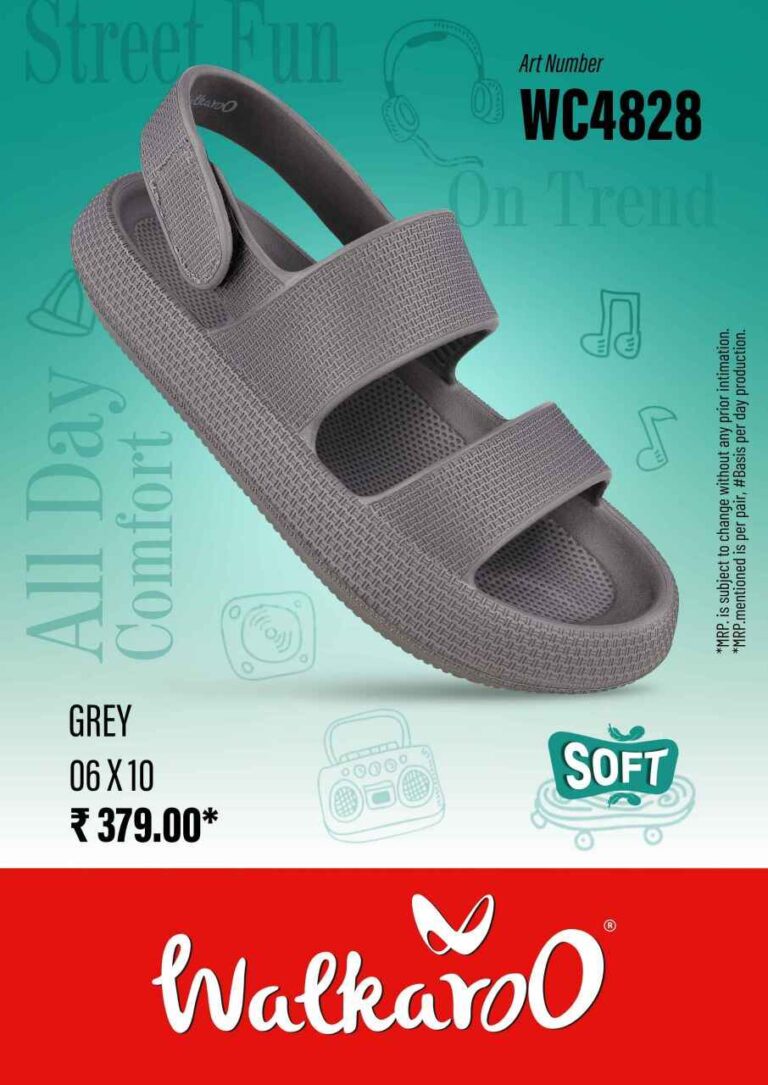 Street Fun
Art Number
WC4828
On Trend
All Day
Comfort
*MRP. is subject to change without any prior intimation.
*MRP.mentioned is per pair, #Basis per day production.
GREY
06 X 10
₹ 379.00*
SOFT
WalkaroO®